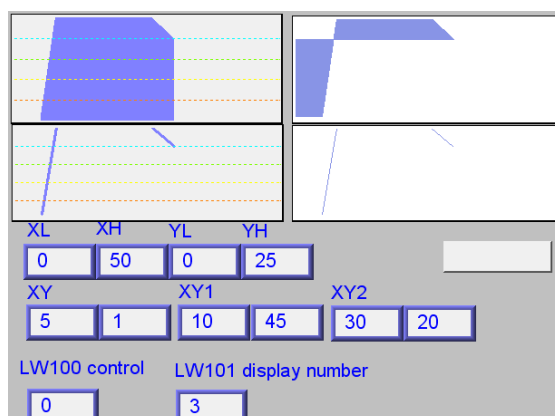 XL XH YL YH
0 50 0 25
XY XY1 XY2
5 1 10 45 30 20
LW100 control LW101 display number
0 3